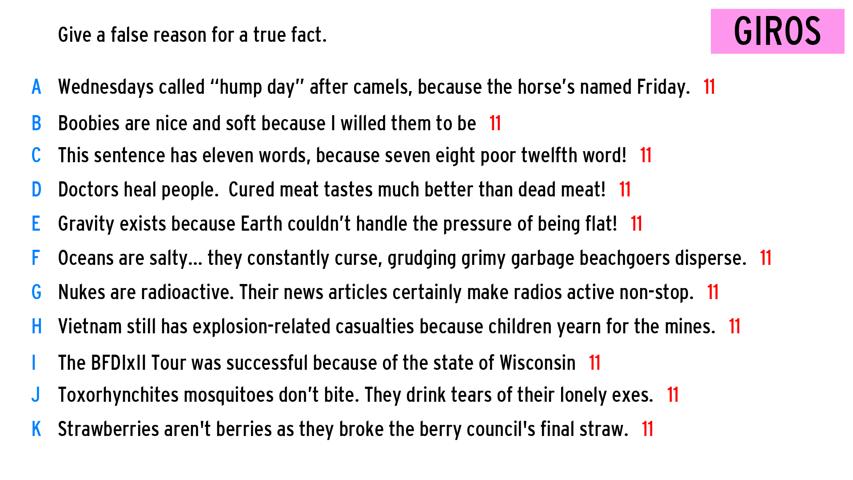 Give a false reason for a true fact.
GIROS
A Wednesdays called “hump day” after camels, because the horse’s named Friday. 11
B Boobies are nice and soft because I willed them to be 11
C This sentence has eleven words, because seven eight poor twelfth word! 11
D Doctors heal people.  Cured meat tastes much better than dead meat! 11
E Gravity exists because Earth couldn’t handle the pressure of being flat! 11
F Oceans are salty... they constantly curse, grudging grimy garbage beachgoers disperse. 11
G Nukes are radioactive. Their news articles certainly make radios active non-stop. 11
H Vietnam still has explosion-related casualties because children yearn for the mines. 11
I The BFDIxII Tour was successful because of the state of Wisconsin 11
J Toxorhynchites mosquitoes don’t bite. They drink tears of their lonely exes. 11
K Strawberries aren't berries as they broke the berry council's final straw. 11